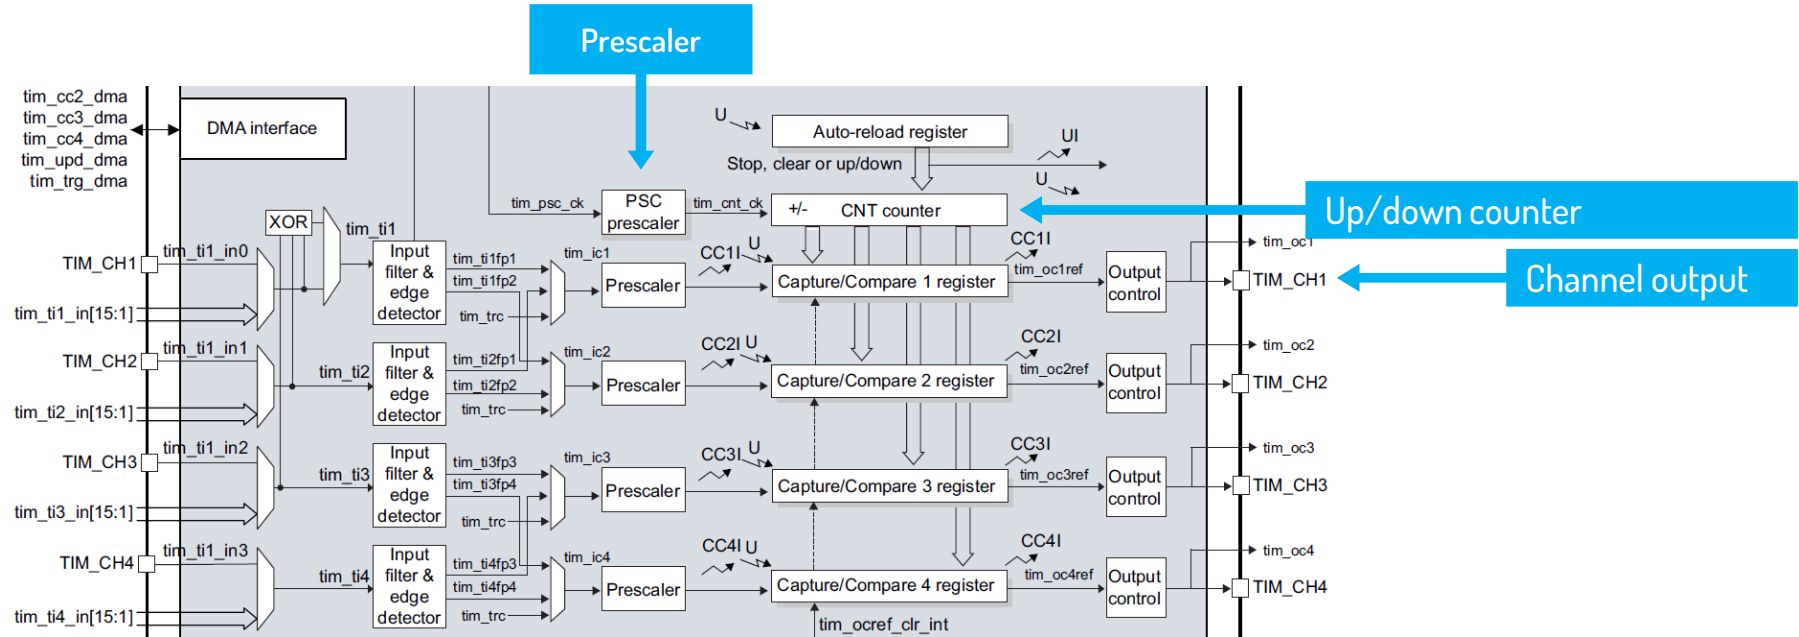 Prescaler
tim_cc2_dma
tim_cc3_dma
tim_cc4_dma
tim_upd_dma
tim_trg_dma
DMA interface
U
Auto-reload register
UI
Stop, clear or up/down
U
tim_psc_ck
PSC
prescaler
tim_cnt_ck
+/- CNT counter
Up/down counter
XOR
tim_ti1
TIM_CH1
tim_ti1_in0
tim_ti1_in[15:1]
Input
filter &
edge
detector
tim_ti1fp1
tim_ti1fp2
tim_trc
tim_ic1
Prescaler
CC1I
U
Capture/Compare 1 register
CC1I
tim_oc1ref
Output
control
tim_oc1
TIM_CH1
Channel output
TIM_CH2
tim_ti1_in1
tim_ti2_in[15:1]
tim_ti2
Input
filter &
edge
detector
tim_ti2fp1
tim_ti2fp2
tim_trc
tim_ic2
Prescaler
CC2I
U
Capture/Compare 2 register
CC2I
tim_oc2ref
Output
control
tim_oc2
TIM_CH2
TIM_CH3
tim_ti1_in2
tim_ti3_in[15:1]
tim_ti3
Input
filter &
edge
detector
tim_ti3fp3
tim_ti3fp4
tim_trc
tim_ic3
Prescaler
CC3I
U
Capture/Compare 3 register
CC3I
tim_oc3ref
Output
control
tim_oc3
TIM_CH3
TIM_CH4
tim_ti1_in3
tim_ti4_in[15:1]
tim_ti4
Input
filter &
edge
detector
tim_ti4fp3
tim_ti4fp4
tim_trc
tim_ic4
Prescaler
CC4I
U
Capture/Compare 4 register
CC4I
tim_oc4ref
Output
control
tim_oc4
TIM_CH4
tim_ocref_clr_int